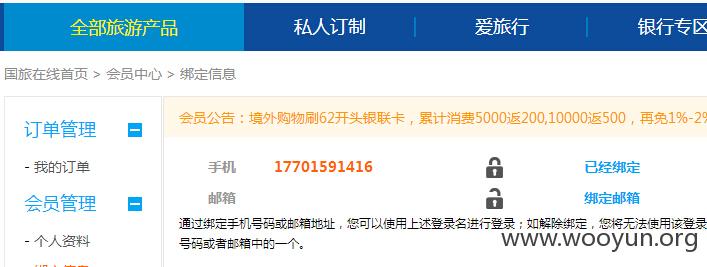 全部旅游产品 私人订制 爱旅行 银行专区
国旅在线首页 > 会员中心 > 绑定信息
订单管理
- 我的订单
会员管理
- 个人资料
会员公告：境外购物刷62开头银联卡，累计消费5000返200,10000返500，再免1%-2%
手机 17701591416 已经绑定
邮箱 绑定邮箱
通过绑定手机号码或邮箱地址，您可以使用上述登录名进行登录；如解除绑定，您将无法使用该登录
号码或者邮箱中的一个。
www.wooyun.org